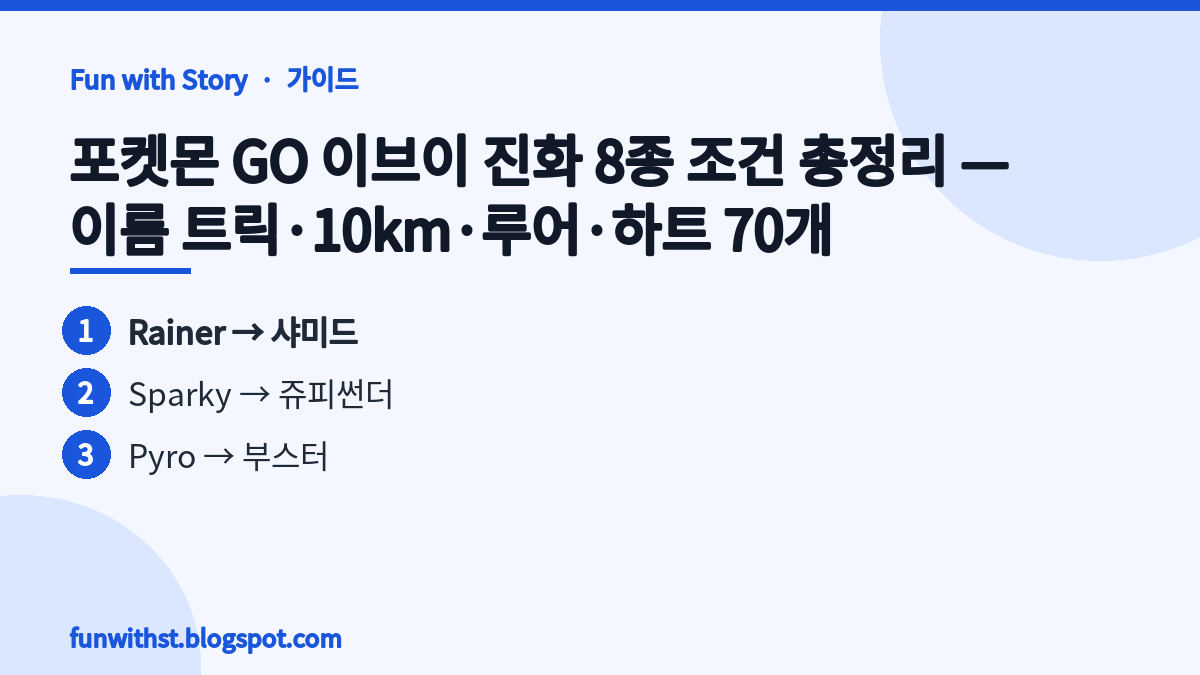 Fun with Story · 가이드
포켓몬 GO 이브이 진화 8종 조건 총정리 —
이름 트릭·10km·루어·하트 70개
1 Rainer → 샤미드
2 Sparky → 쥬피썬더
3 Pyro → 부스터
funwithst.blogspot.com